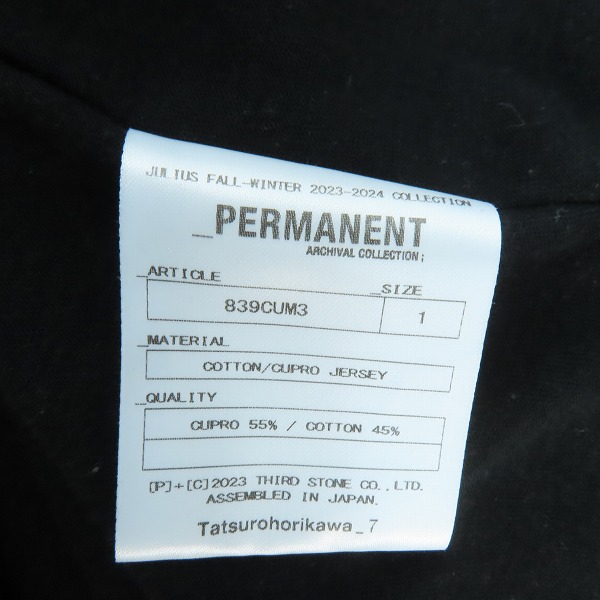 JULIUS FALL-WINTER 2023-2024 COLLECTION
_PERMANENT
ARCHIVAL COLLECTION;
_ARTICLE _SIZE
839CUM3 1
_MATERIAL
COTTON/CUPRO JERSEY
_QUALITY
CUPRO 55% / COTTON 45%
[P]+[C]2023 THIRD STONE CO.,LTD.
ASSEMBLED IN JAPAN.
Tatsurohorikawa_7